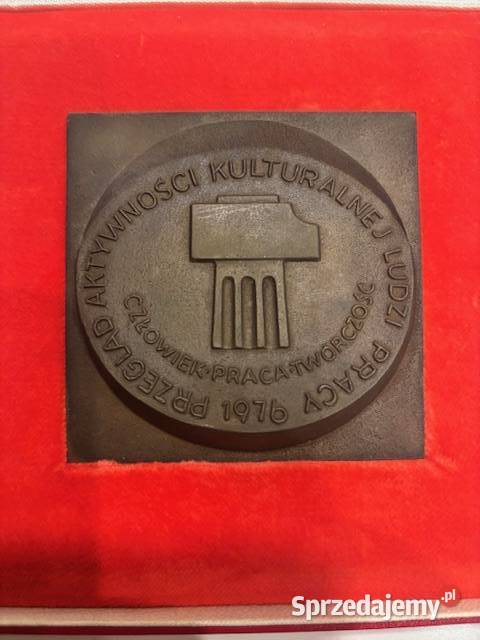 PRZEGLĄD AKTYWNOŚCI KULTURALNEJ LUDZI PRACY
1976
CZŁOWIEK·PRACA·TWÓRCZOŚĆ
Sprzedajemy.pl